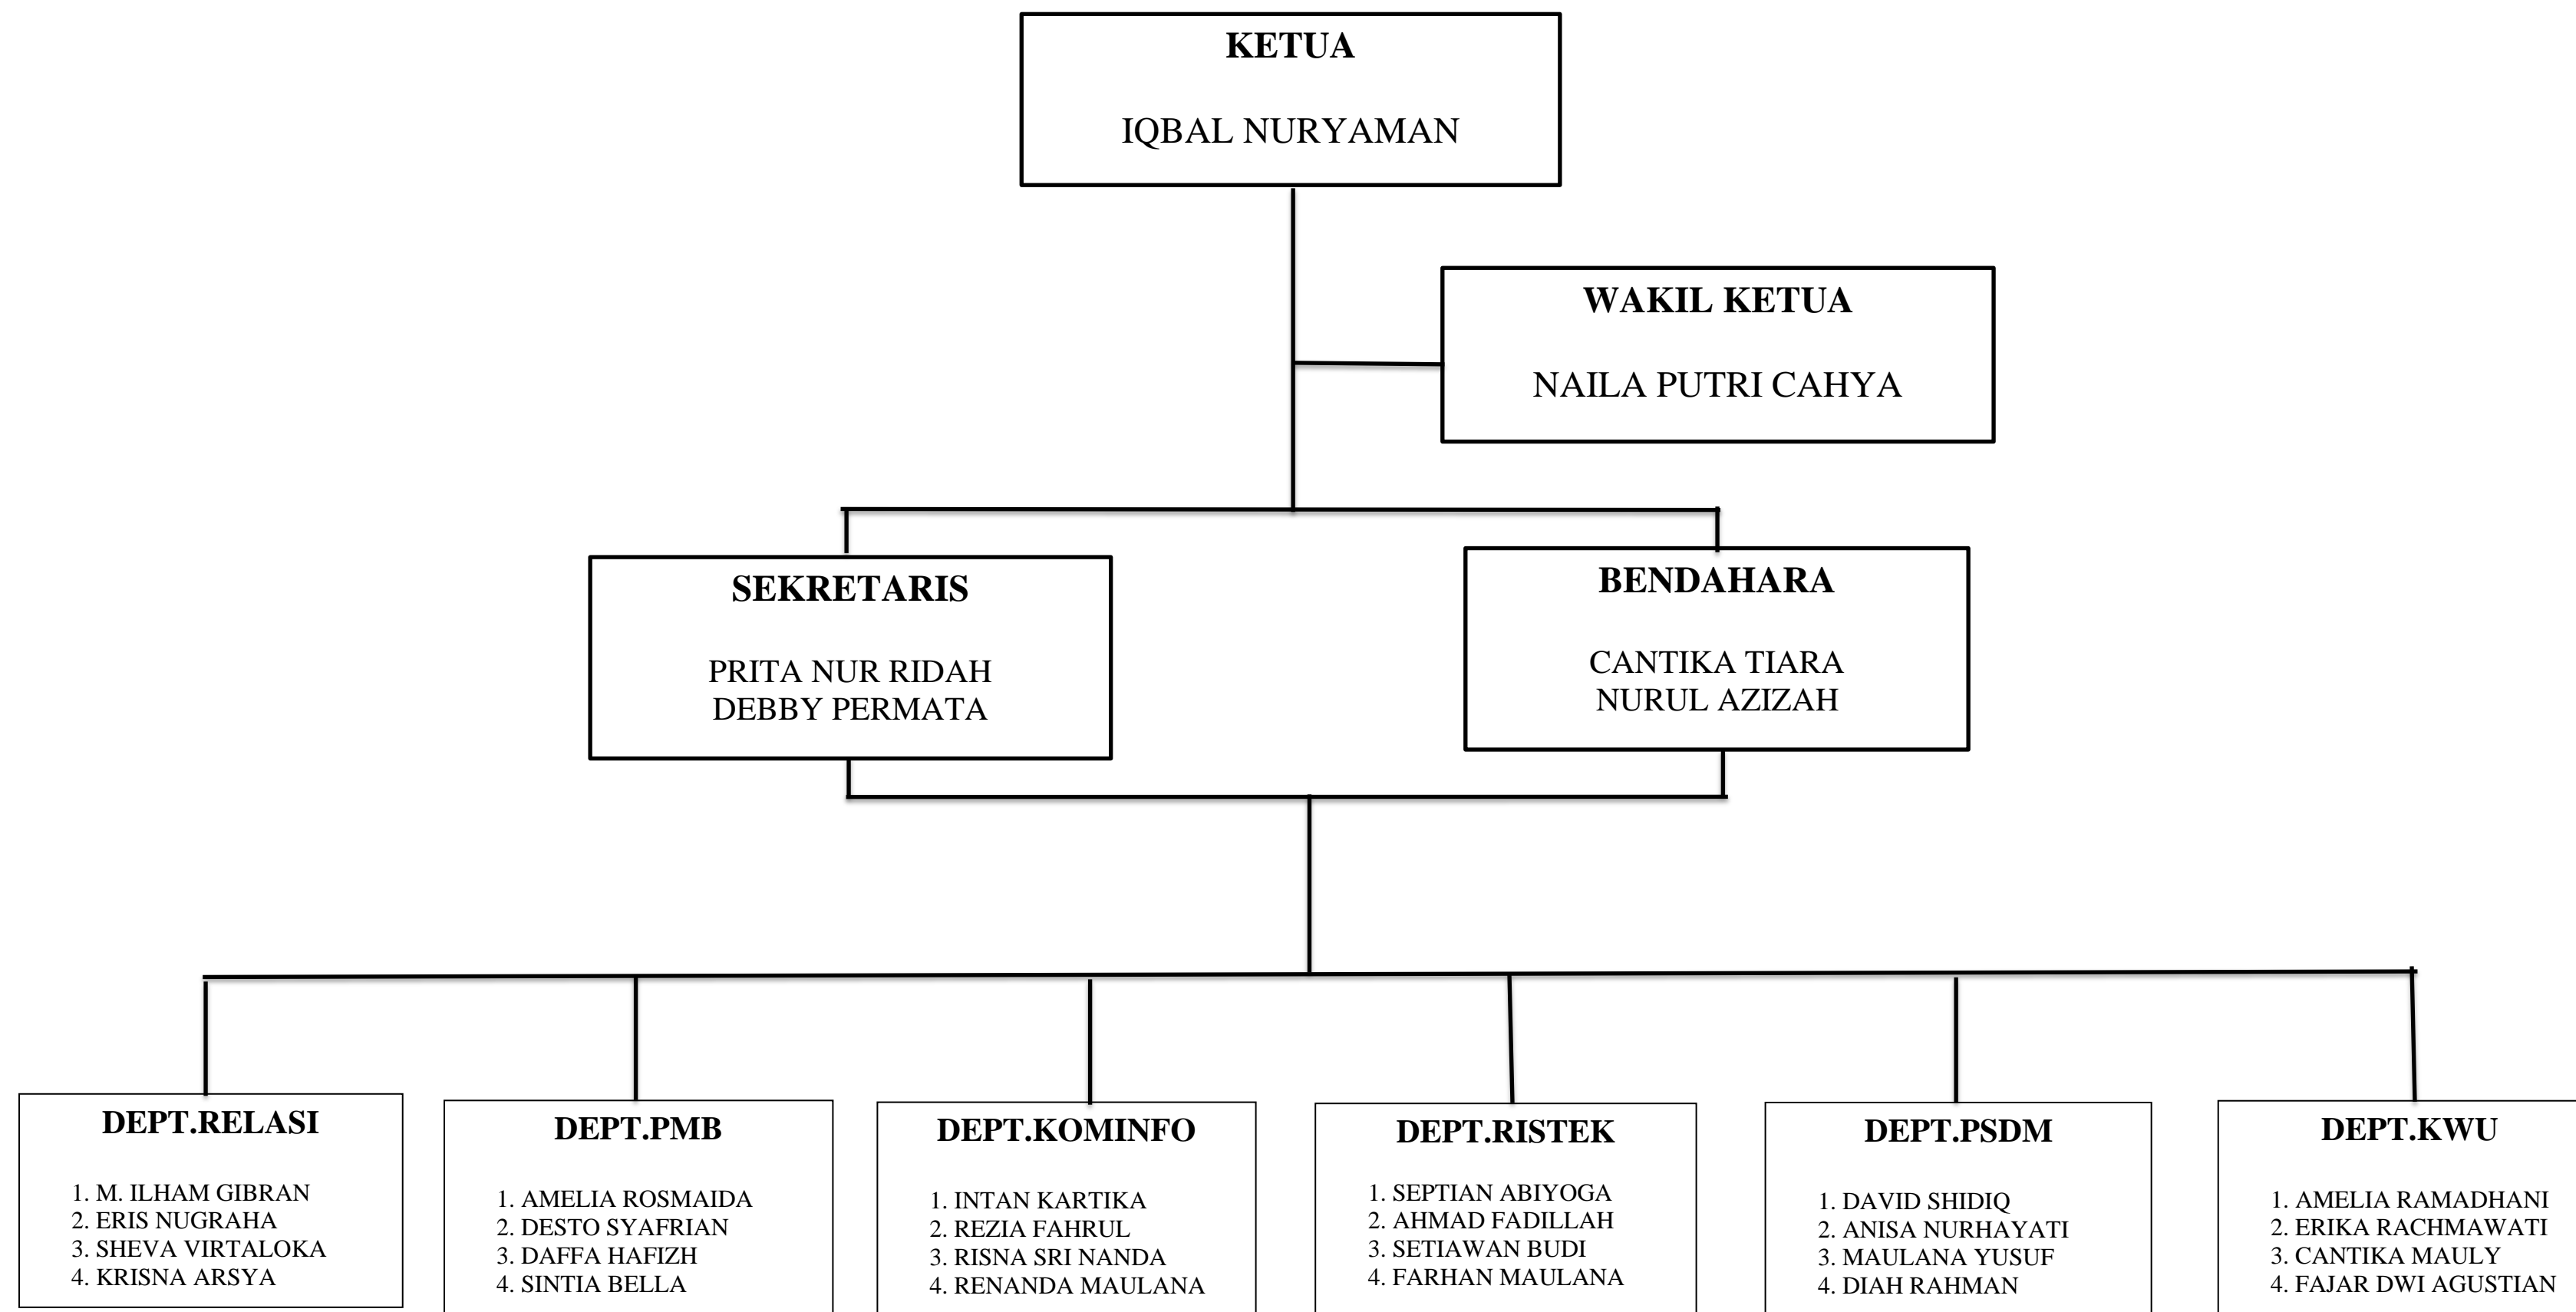 KETUA
IQBAL NURYAMAN
WAKIL KETUA
NAILA PUTRI CAHYA
SEKRETARIS
PRITA NUR RIDAH
DEBBY PERMATA
BENDAHARA
CANTIKA TIARA
NURUL AZIZAH
DEPT.RELASI
1. M. ILHAM GIBRAN
2. ERIS NUGRAHA
3. SHEVA VIRTALOKA
4. KRISNA ARSYA
DEPT.PMB
1. AMELIA ROSMAIDA
2. DESTO SYAFRIAN
3. DAFFA HAFIZH
4. SINTIA BELLA
DEPT.KOMINFO
1. INTAN KARTIKA
2. REZIA FAHRUL
3. RISNA SRI NANDA
4. RENANDA MAULANA
DEPT.RISTEK
1. SEPTIAN ABIYOGA
2. AHMAD FADILLAH
3. SETIAWAN BUDI
4. FARHAN MAULANA
DEPT.PSDM
1. DAVID SHIDIQ
2. ANISA NURHAYATI
3. MAULANA YUSUF
4. DIAH RAHMAN
DEPT.KWU
1. AMELIA RAMADHANI
2. ERIKA RACHMAWATI
3. CANTIKA MAULY
4. FAJAR DWI AGUSTIAN